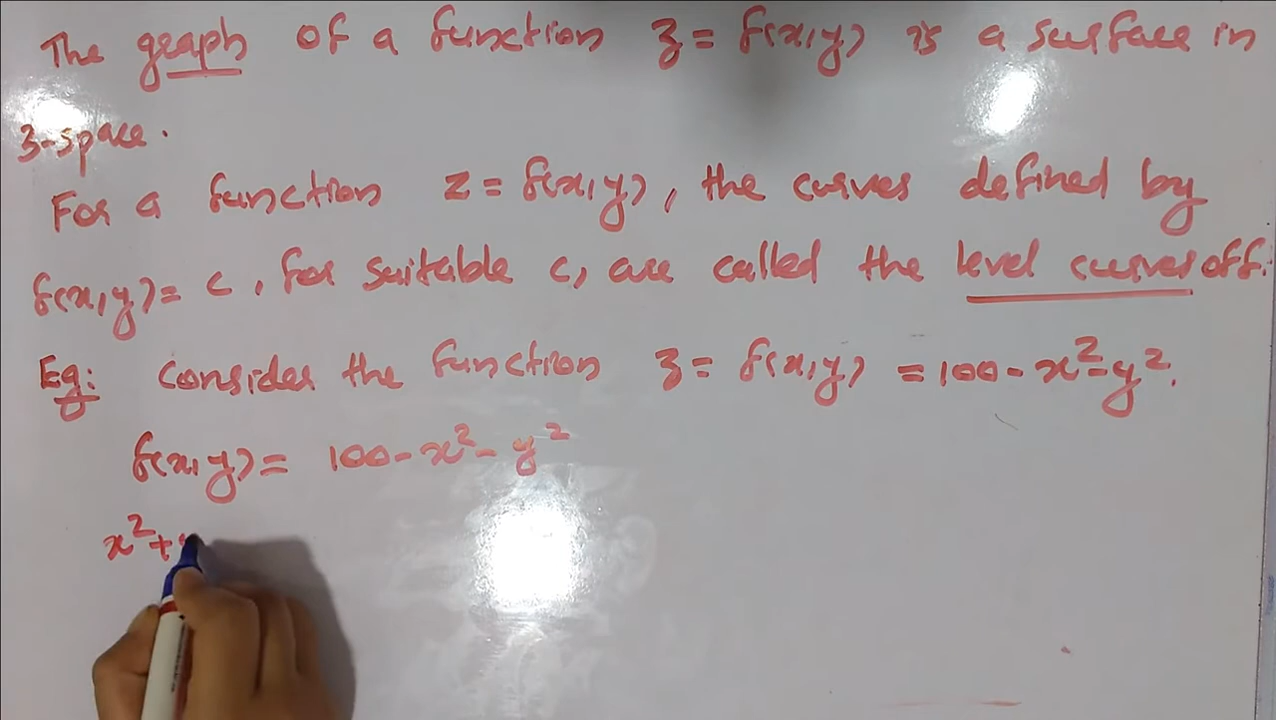 The graph of a function z = f(x,y) is a surface in
3-space.
For a function z = f(x,y), the curves defined by
f(x,y) = c, for suitable c, are called the level curves of f.
Eg: Consider the function z = f(x,y) = 100-x²-y².
f(x,y) = 100-x²-y²
x²+